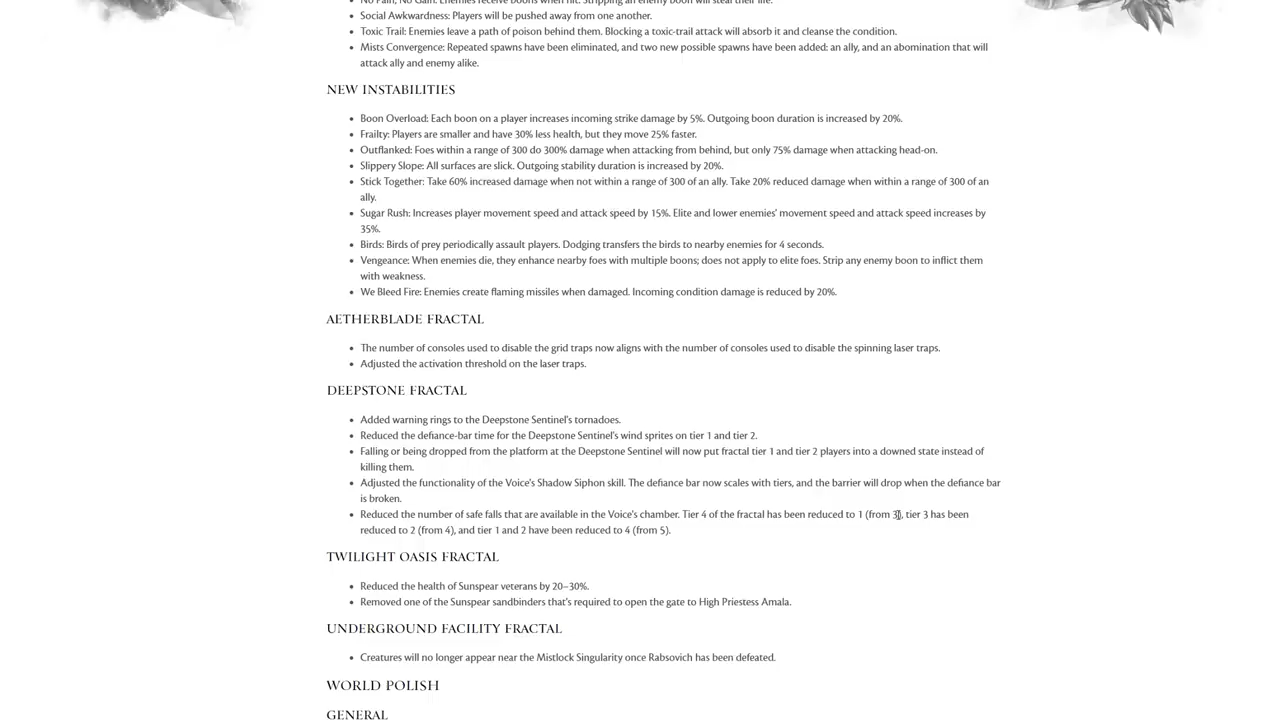 No Pain, No Gain: Enemies receive boons when hit. Stripping an enemy boon will steal their life.
Social Awkwardness: Players will be pushed away from one another.
Toxic Trail: Enemies leave a path of poison behind them. Blocking a toxic-trail attack will absorb it and cleanse the condition.
Mists Convergence: Repeated spawns have been eliminated, and two new possible spawns have been added: an ally, and an abomination that will
attack ally and enemy alike.
NEW INSTABILITIES
Boon Overload: Each boon on a player increases incoming strike damage by 5%. Outgoing boon duration is increased by 20%.
Frailty: Players are smaller and have 30% less health, but they move 25% faster.
Outflanked: Foes within a range of 300 do 300% damage when attacking from behind, but only 75% damage when attacking head-on.
Slippery Slope: All surfaces are slick. Outgoing stability duration is increased by 20%.
Stick Together: Take 60% increased damage when not within a range of 300 of an ally. Take 20% reduced damage when within a range of 300 of an
ally.
Sugar Rush: Increases player movement speed and attack speed by 15%. Elite and lower enemies' movement speed and attack speed increases by
35%.
Birds: Birds of prey periodically assault players. Dodging transfers the birds to nearby enemies for 4 seconds.
Vengeance: When enemies die, they enhance nearby foes with multiple boons; does not apply to elite foes. Strip any enemy boon to inflict them
with weakness.
We Bleed Fire: Enemies create flaming missiles when damaged. Incoming condition damage is reduced by 20%.
AETHERBLADE FRACTAL
The number of consoles used to disable the grid traps now aligns with the number of consoles used to disable the spinning laser traps.
Adjusted the activation threshold on the laser traps.
DEEPSTONE FRACTAL
Added warning rings to the Deepstone Sentinel's tornadoes.
Reduced the defiance-bar time for the Deepstone Sentinel's wind sprites on tier 1 and tier 2.
Falling or being dropped from the platform at the Deepstone Sentinel will now put fractal tier 1 and tier 2 players into a downed state instead of
killing them.
Adjusted the functionality of the Voice's Shadow Siphon skill. The defiance bar now scales with tiers, and the barrier will drop when the defiance bar
is broken.
Reduced the number of safe falls that are available in the Voice's chamber. Tier 4 of the fractal has been reduced to 1 (from 3), tier 3 has been
reduced to 2 (from 4), and tier 1 and 2 have been reduced to 4 (from 5).
TWILIGHT OASIS FRACTAL
Reduced the health of Sunspear veterans by 20–30%.
Removed one of the Sunspear sandbinders that's required to open the gate to High Priestess Amala.
UNDERGROUND FACILITY FRACTAL
Creatures will no longer appear near the Mistlock Singularity once Rabsovich has been defeated.
WORLD POLISH
GENERAL